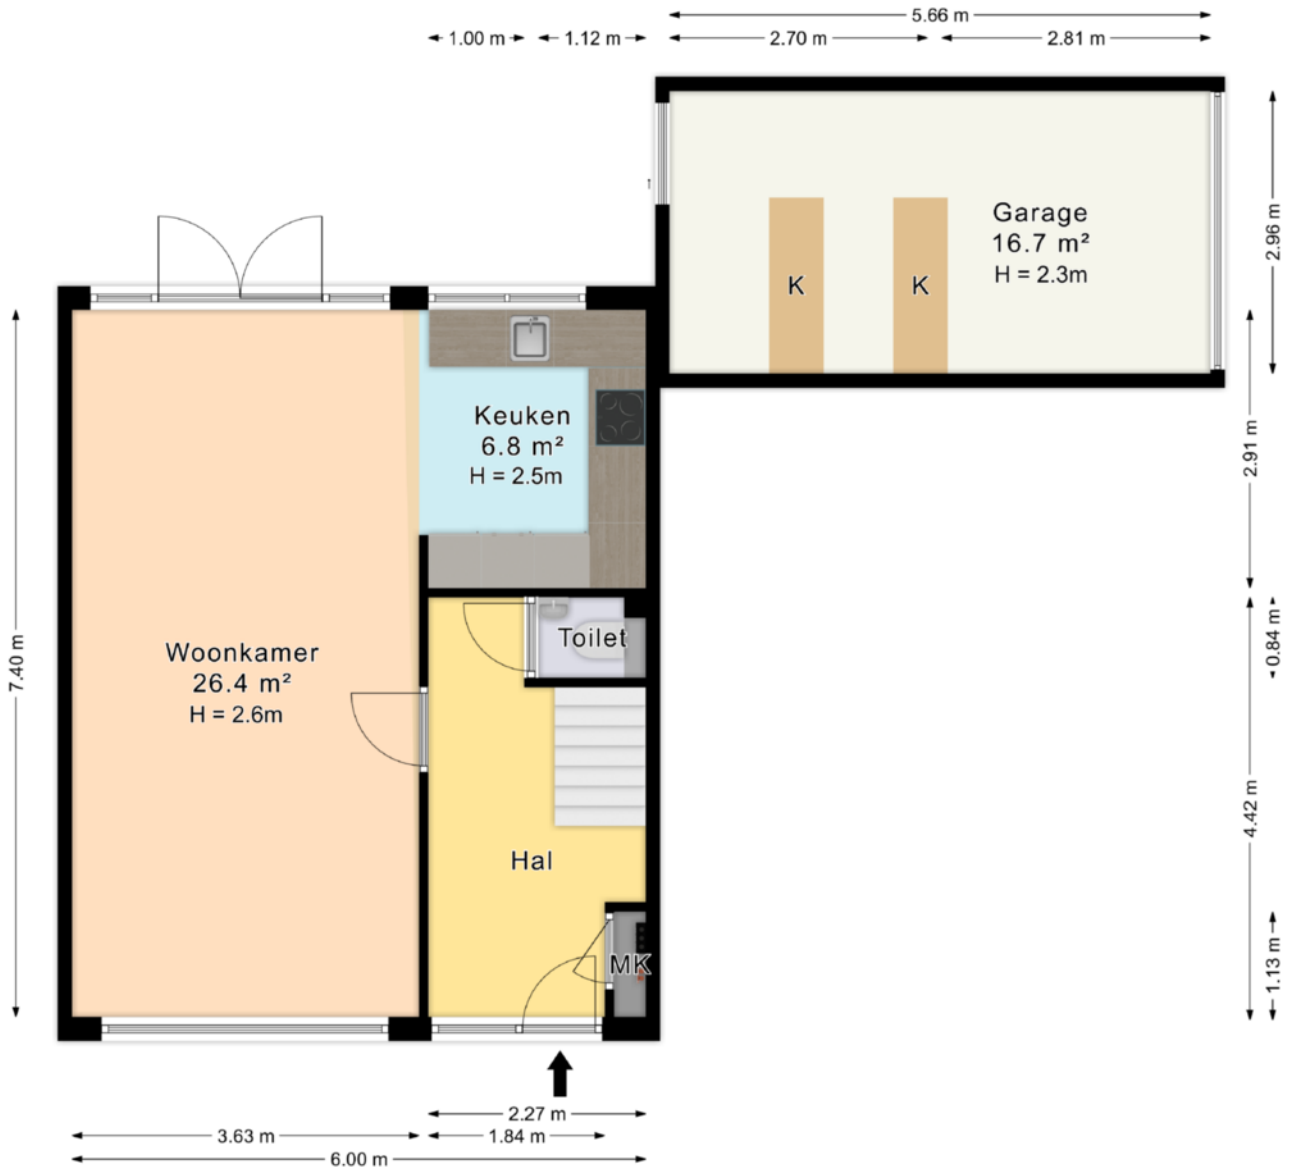 5.66 m
1.00 m
1.12 m
2.70 m
2.81 m
Garage
16.7 m²
H = 2.3m
K
K
2.96 m
Keuken
6.8 m²
H = 2.5m
2.91 m
7.40 m
Woonkamer
26.4 m²
H = 2.6m
Toilet
0.84 m
4.42 m
Hal
MK
1.13 m
2.27 m
3.63 m
1.84 m
6.00 m